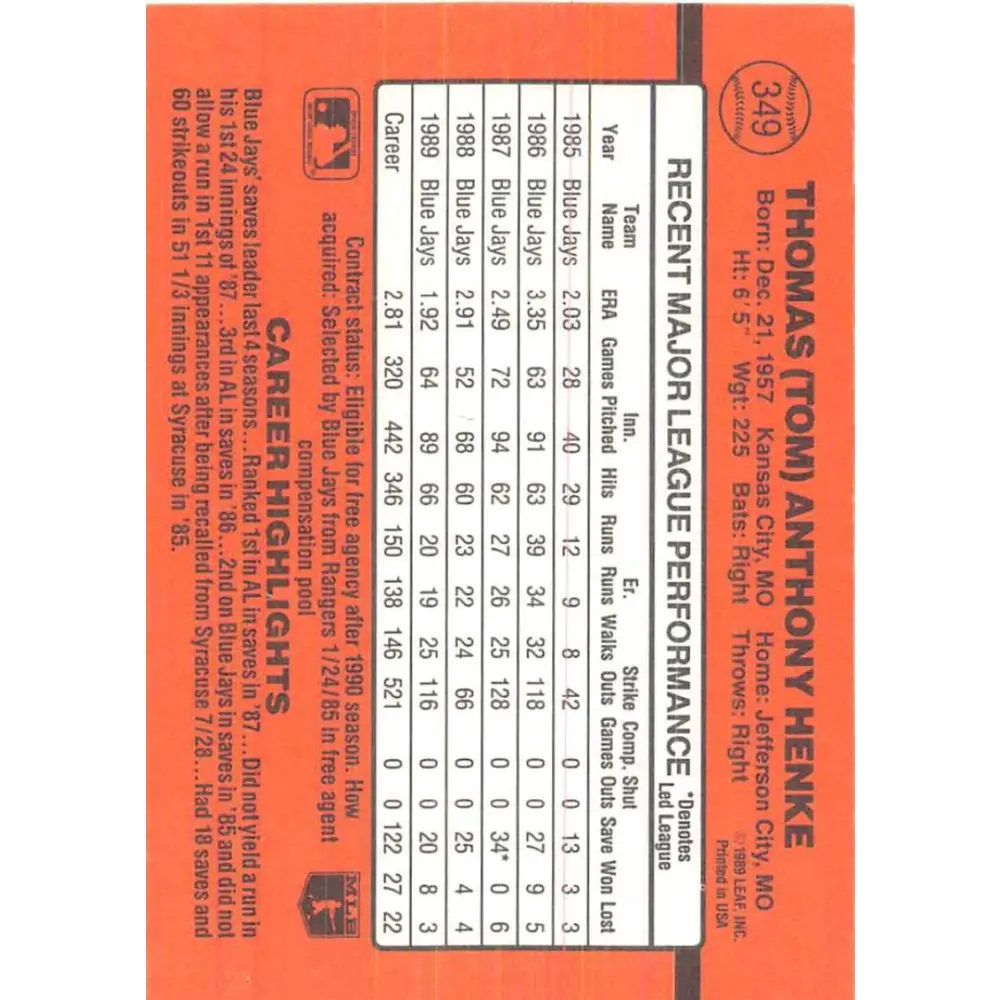 349
THOMAS (TOM) ANTHONY HENKE
Born: Dec. 21, 1957 Kansas City, MO Home: Jefferson City, MO
Ht: 6'5" Wgt: 225 Bats: Right Throws: Right
© 1989 LEAF, INC.
Printed in USA
RECENT MAJOR LEAGUE PERFORMANCE
*Denotes
Led League
Team Inn. Er. Strike Comp. Shut
Year Name ERA Games Pitched Hits Runs Runs Walks Outs Games Outs Save Won Lost
1985 Blue Jays 2.03 28 40 29 12 9 8 42 0 0 13 3 3
1986 Blue Jays 3.35 63 91 63 39 34 32 118 0 0 27 9 5
1987 Blue Jays 2.49 72 94 62 27 26 25 128 0 0 34* 0 6
1988 Blue Jays 2.91 52 68 60 23 22 24 66 0 0 25 4 4
1989 Blue Jays 1.92 64 89 66 20 19 25 116 0 0 20 8 3
Career 2.81 320 442 346 150 138 146 521 0 0 122 27 22
Contract status: Eligible for free agency after 1990 season. How
acquired: Selected by Blue Jays from Rangers 1/24/85 in free agent
compensation pool
MLB
CAREER HIGHLIGHTS
Blue Jays' saves leader last 4 seasons...Ranked 1st in AL in saves in '87...Did not yield a run in
his 1st 24 innings of '87...3rd in AL in saves in '86...2nd on Blue Jays in saves in '85 and did not
allow a run in 1st 11 appearances after being recalled from Syracuse 7/28...Had 18 saves and
60 strikeouts in 51 1/3 innings at Syracuse in '85.